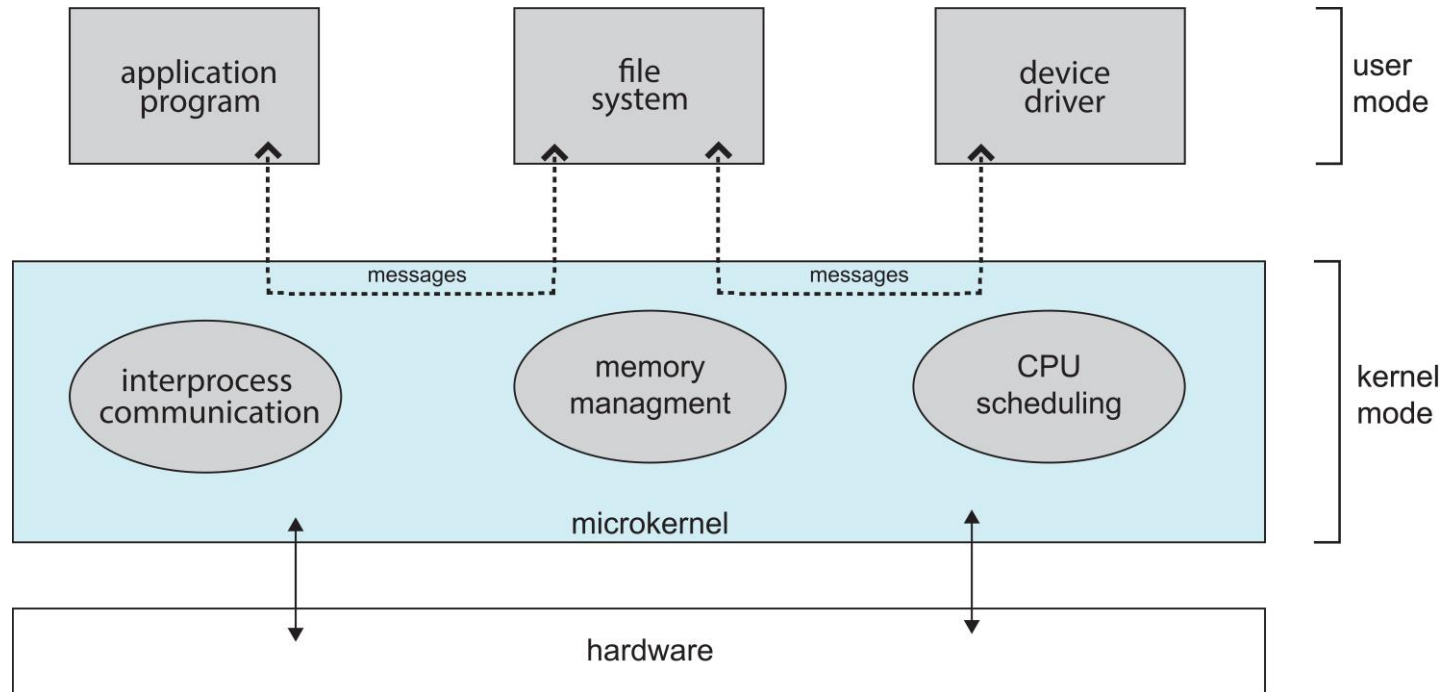 application
program
file
system
device
driver
user
mode
messages
messages
interprocess
communication
memory
managment
CPU
scheduling
kernel
mode
microkernel
hardware